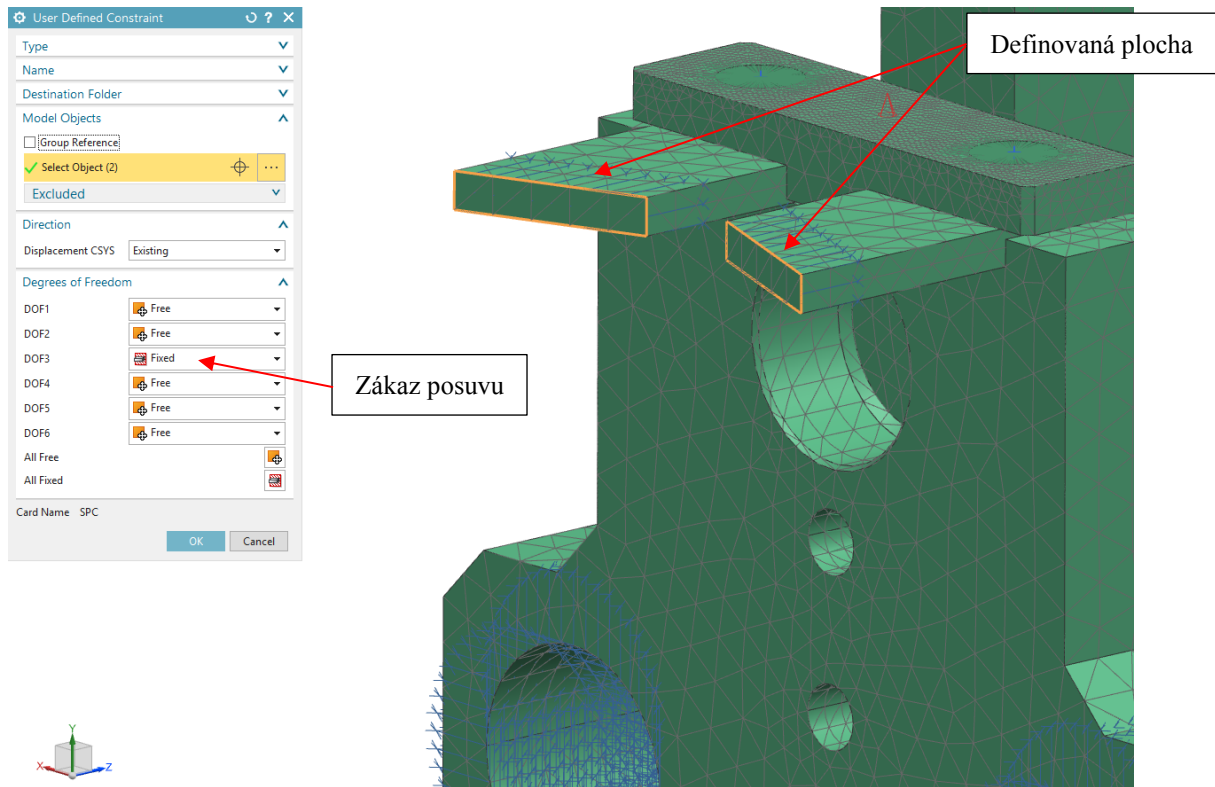 User Defined Constraint
Type
Name
Destination Folder
Model Objects
Group Reference
Select Object (2)
Excluded
Direction
Displacement CSYS Existing
Degrees of Freedom
DOF1 Free
DOF2 Free
DOF3 Fixed
DOF4 Free
DOF5 Free
DOF6 Free
All Free
All Fixed
Card Name SPC
OK Cancel
Definovaná plocha
Zákaz posuvu
Y
X
Z